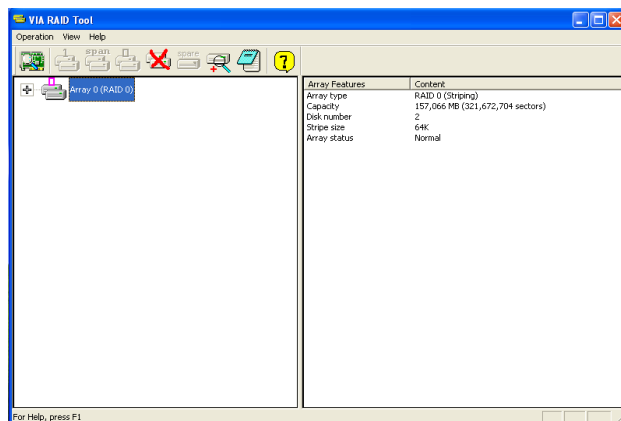 VIA RAID Tool
Operation View Help
1 span 0 spare ?
Array 0 (RAID 0)
Array Features Content
Array type RAID 0 (Striping)
Capacity 157,066 MB (321,672,704 sectors)
Disk number 2
Stripe size 64K
Array status Normal
For Help, press F1